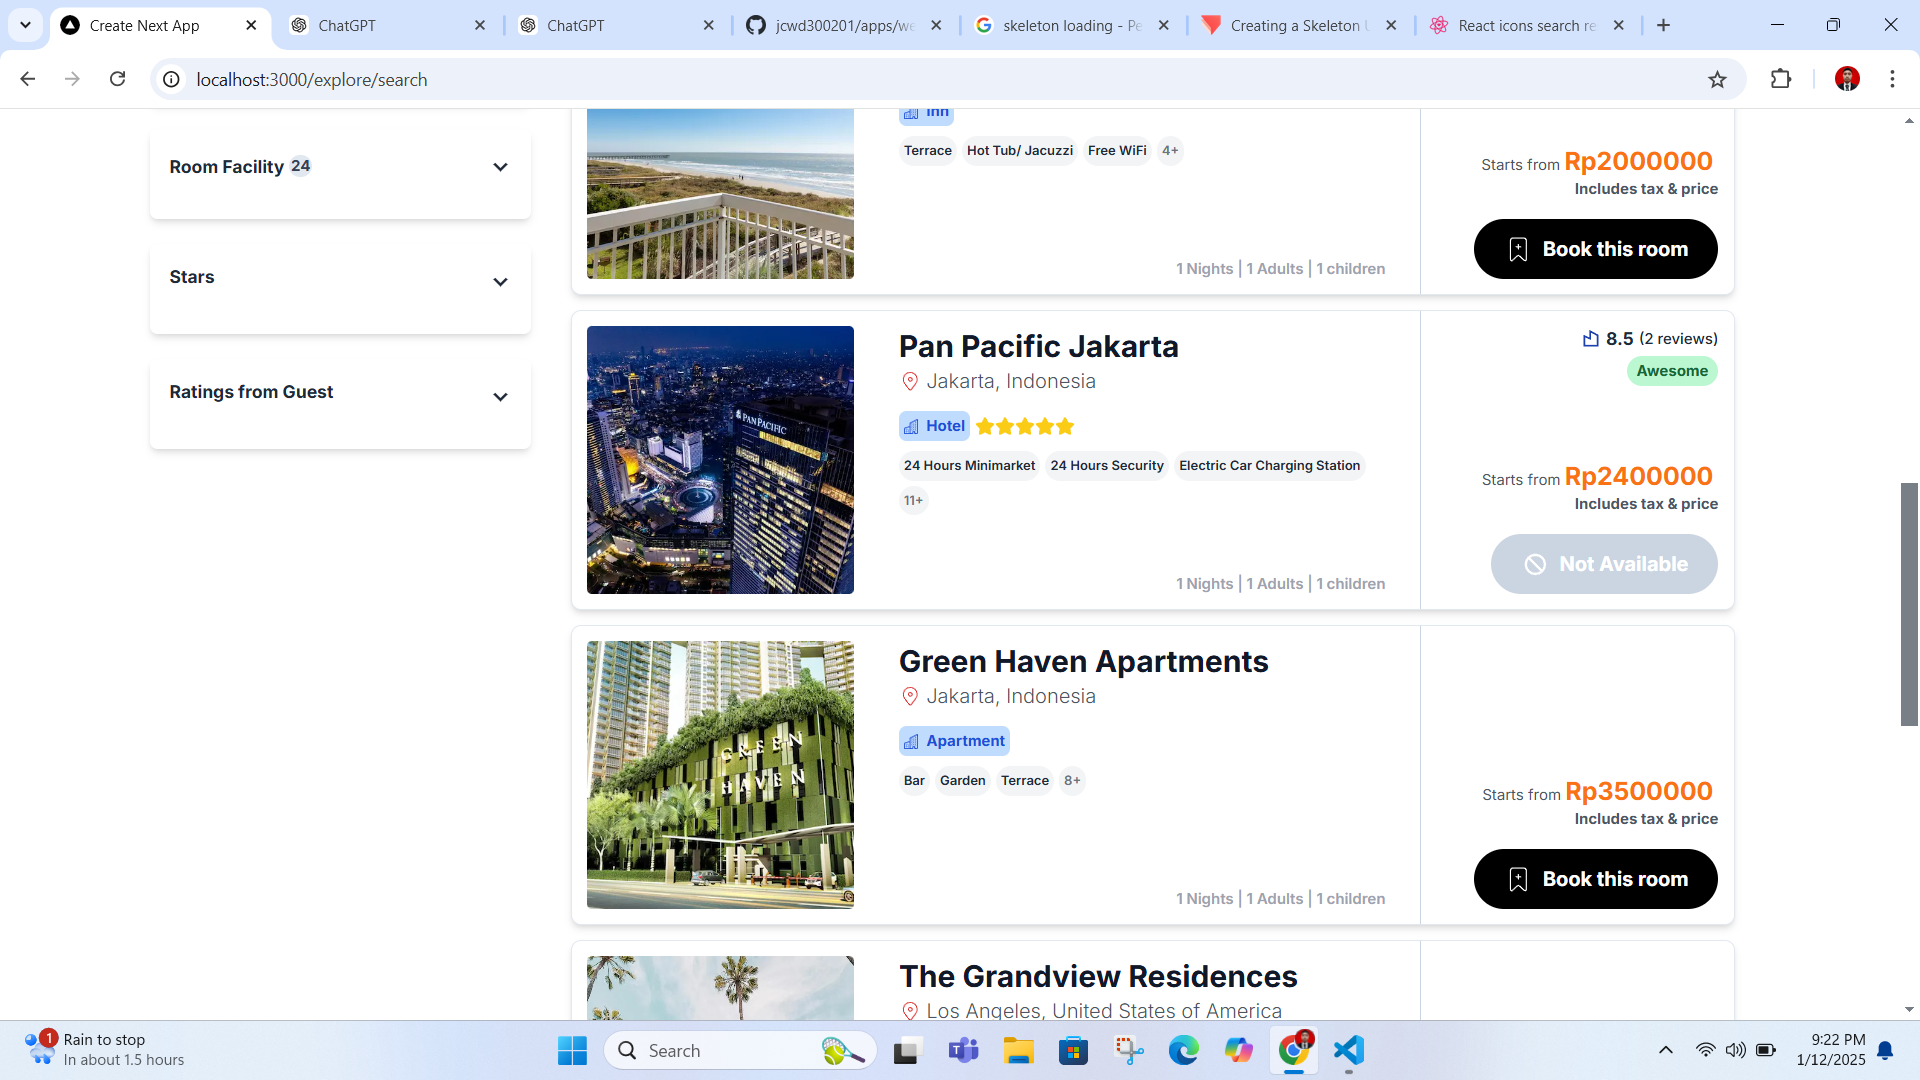 Create Next App
ChatGPT
ChatGPT
jcwd300201/apps/we
skeleton loading - Pe
Creating a Skeleton
React icons search re
localhost:3000/explore/search
Room Facility 24
Stars
Ratings from Guest
Inn
Terrace Hot Tub/ Jacuzzi Free WiFi 4+
1 Nights | 1 Adults | 1 children
Starts from Rp2000000
Includes tax & price
Book this room
PAN PACIFIC
Pan Pacific Jakarta
Jakarta, Indonesia
Hotel
24 Hours Minimarket 24 Hours Security Electric Car Charging Station
11+
1 Nights | 1 Adults | 1 children
8.5 (2 reviews)
Awesome
Starts from Rp2400000
Includes tax & price
Not Available
GREEN
HAVEN
Green Haven Apartments
Jakarta, Indonesia
Apartment
Bar Garden Terrace 8+
1 Nights | 1 Adults | 1 children
Starts from Rp3500000
Includes tax & price
Book this room
The Grandview Residences
Los Angeles, United States of America
1
Rain to stop
In about 1.5 hours
Search
9:22 PM
1/12/2025